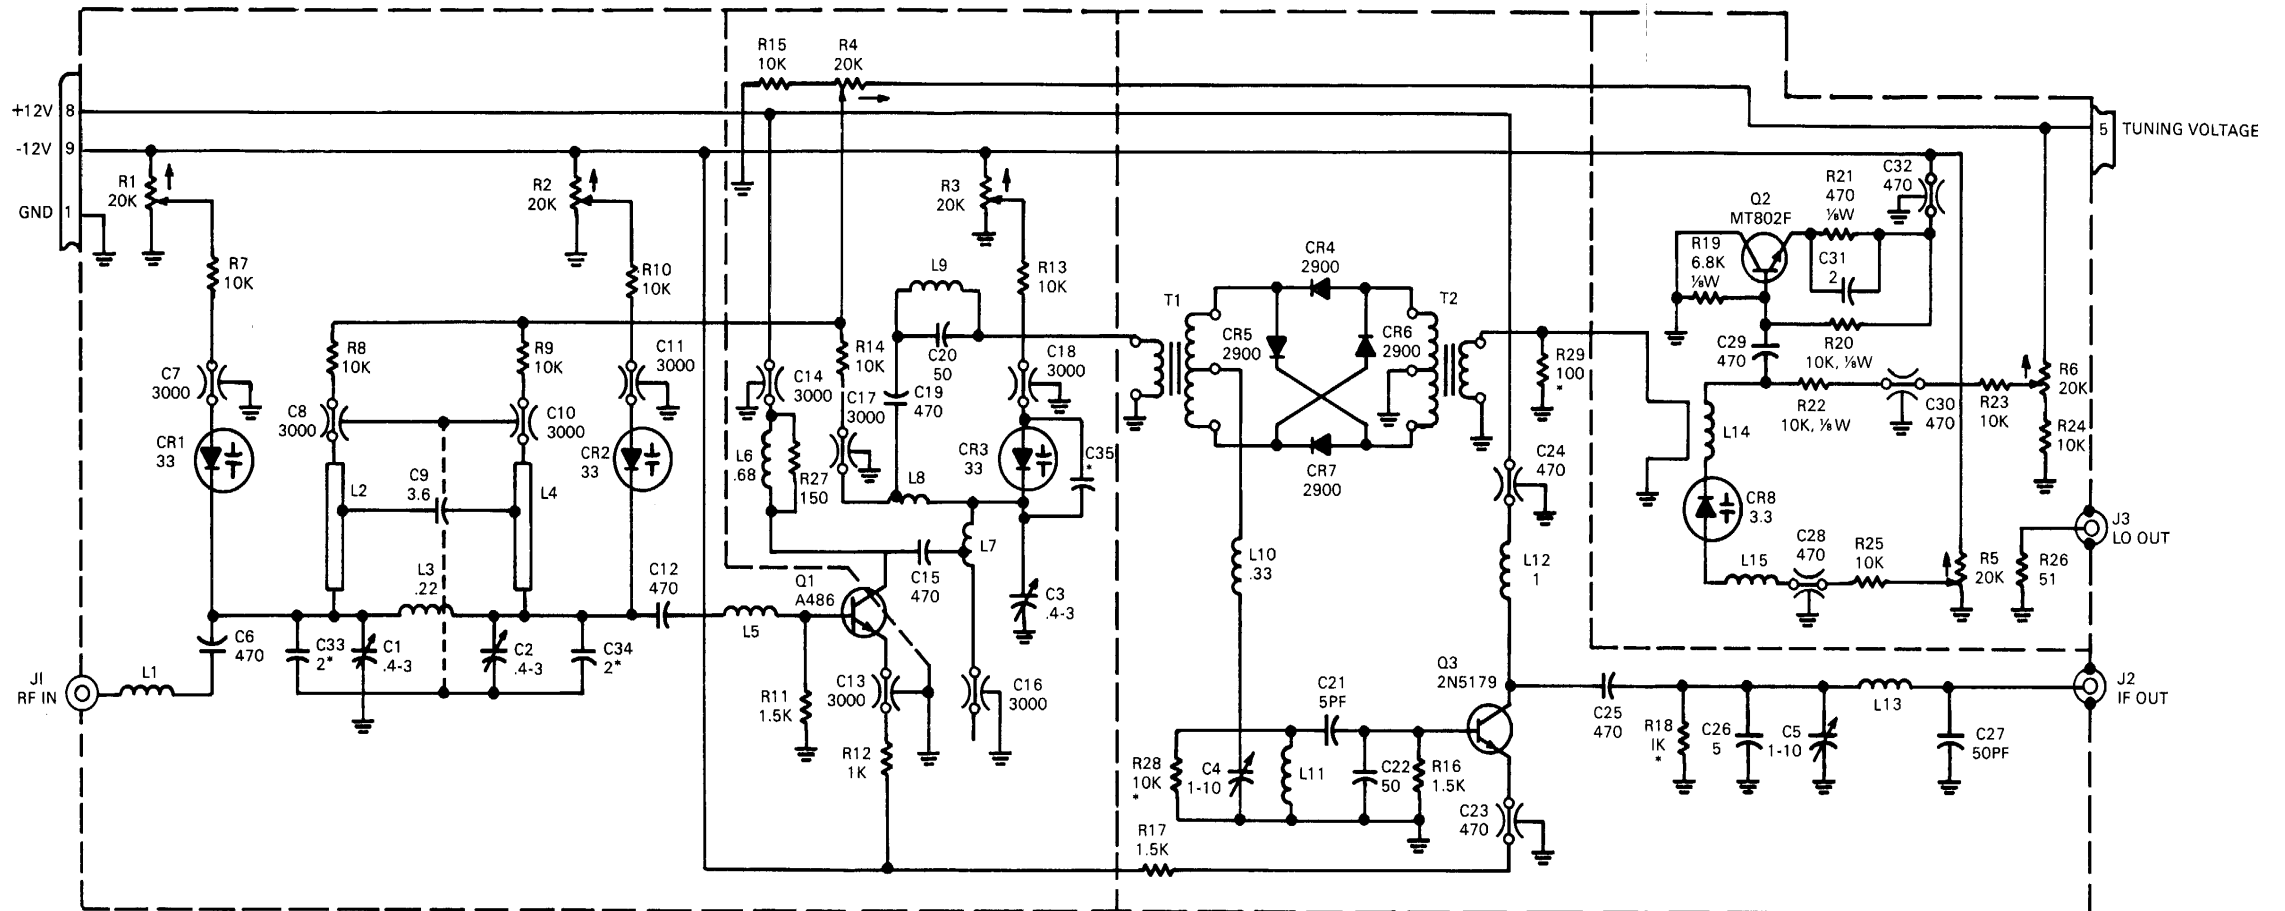 +12V 8
-12V 9
GND 1
R1
20K
R7
10K
C7
3000
CR1
33
R8
10K
C8
3000
L2
C9
3.6
L3
.22
C6
470
C33
2*
C1
.4-3
J1
RF IN
L1
R2
20K
R10
10K
R9
10K
C11
3000
C10
3000
CR2
33
L4
C2
.4-3
C34
2*
C12
470
L5
R15
10K
R4
20K
R3
20K
R13
10K
L9
C20
50
R14
10K
C14
3000
C17
3000
C19
470
C18
3000
CR3
33
C35
*
L6
.68
R27
150
L8
L7
C15
470
Q1
A486
C3
.4-3
R11
1.5K
C13
3000
C16
3000
R12
1K
T1
CR4
2900
CR5
2900
CR6
2900
CR7
2900
T2
R29
100
*
L10
.33
C24
470
L12
1
Q3
2N5179
C21
5PF
R28
10K
*
C4
1-10
L11
C22
50
R16
1.5K
R17
1.5K
C23
470
5 TUNING VOLTAGE
C32
470
R21
470
⅛W
Q2
MT802F
R19
6.8K
⅛W
C31
2
C29
470
R20
10K, ⅛W
R22
10K, ⅛W
C30
470
R23
10K
R6
20K
R24
10K
L14
CR8
3.3
L15
C28
470
R25
10K
R5
20K
R26
51
J3
LO OUT
C25
470
R18
1K
*
C26
5
C5
1-10
L13
C27
50PF
J2
IF OUT